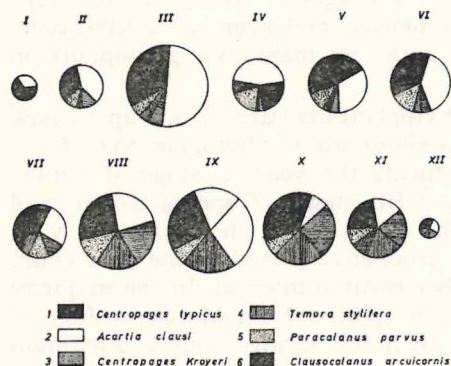 I II III IV V VI
VII VIII IX X XI XII
1 Centropages typicus 4 Temora stylifera
2 Acartia clausi 5 Paracalanus parvus
3 Centropages Kroyeri 6 Clausocalanus arcuicornis